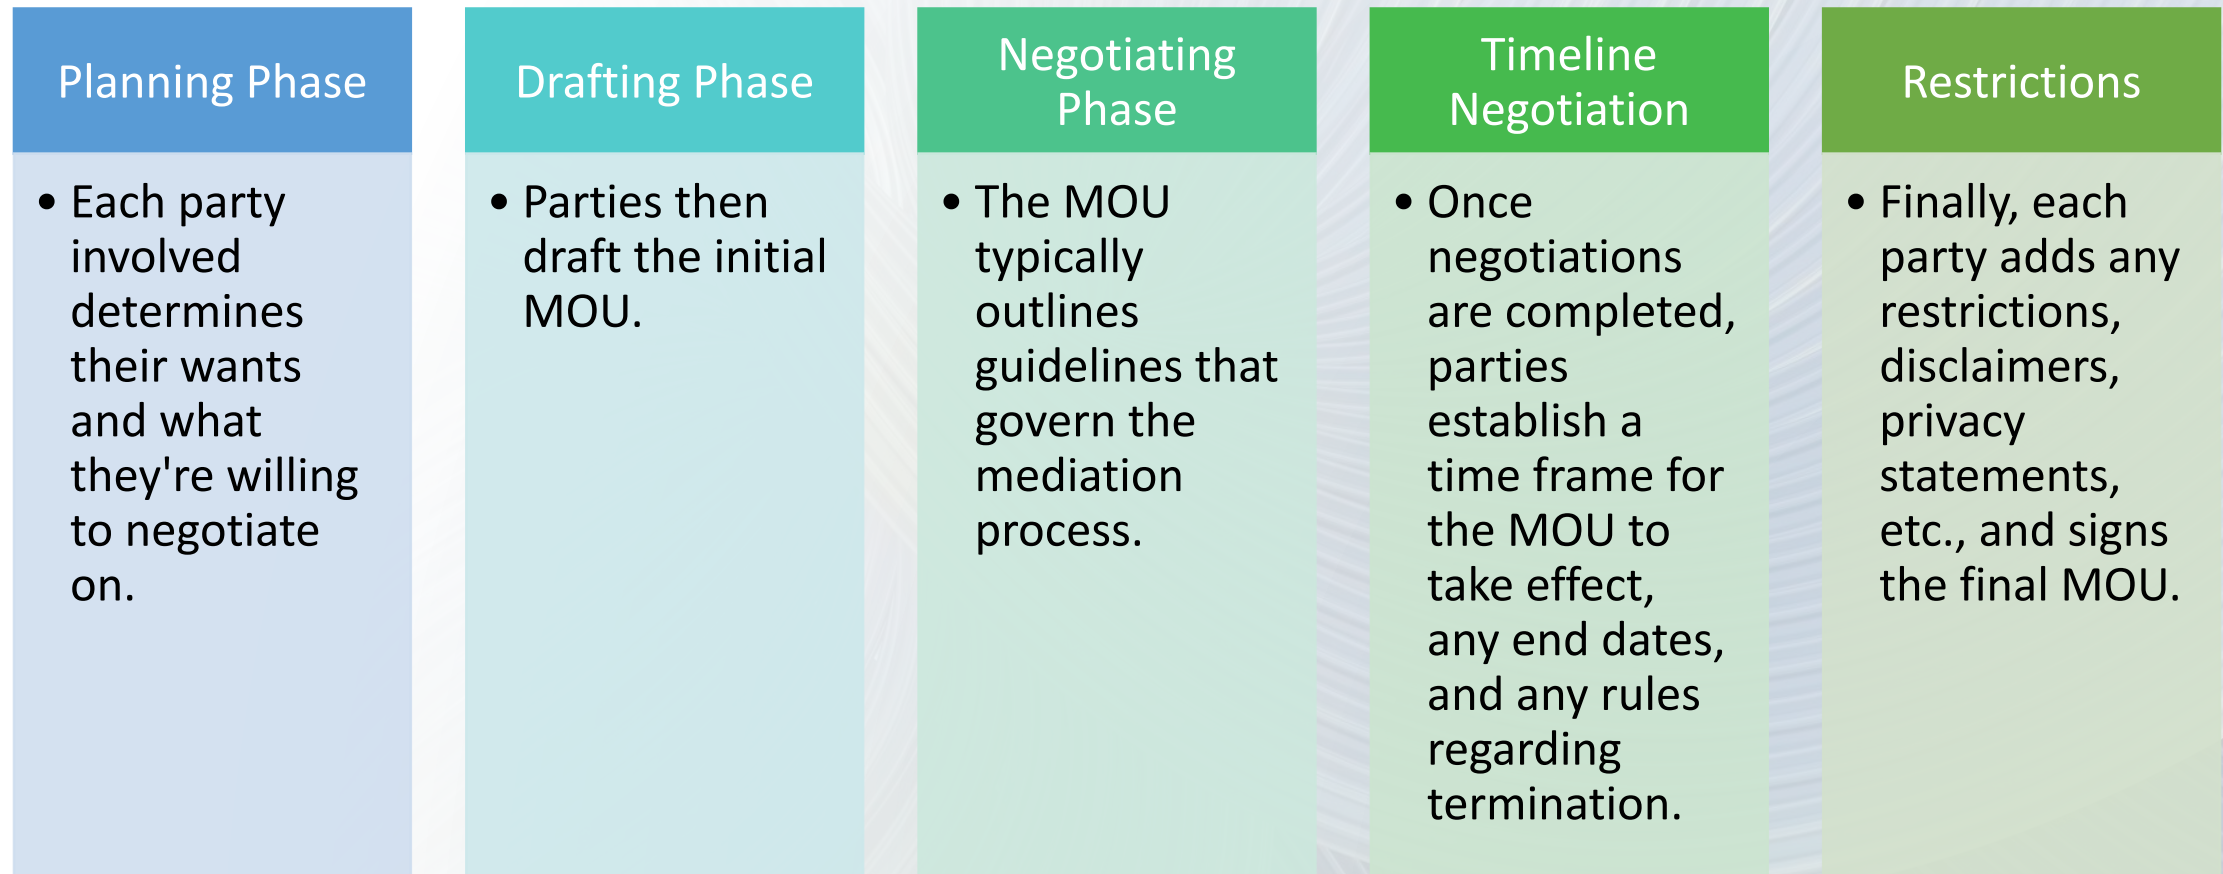 Planning Phase
• Each party
involved
determines
their wants
and what
they're willing
to negotiate
on.
Drafting Phase
• Parties then
draft the initial
MOU.
Negotiating
Phase
• The MOU
typically
outlines
guidelines that
govern the
mediation
process.
Timeline
Negotiation
• Once
negotiations
are completed,
parties
establish a
time frame for
the MOU to
take effect,
any end dates,
and any rules
regarding
termination.
Restrictions
• Finally, each
party adds any
restrictions,
disclaimers,
privacy
statements,
etc., and signs
the final MOU.